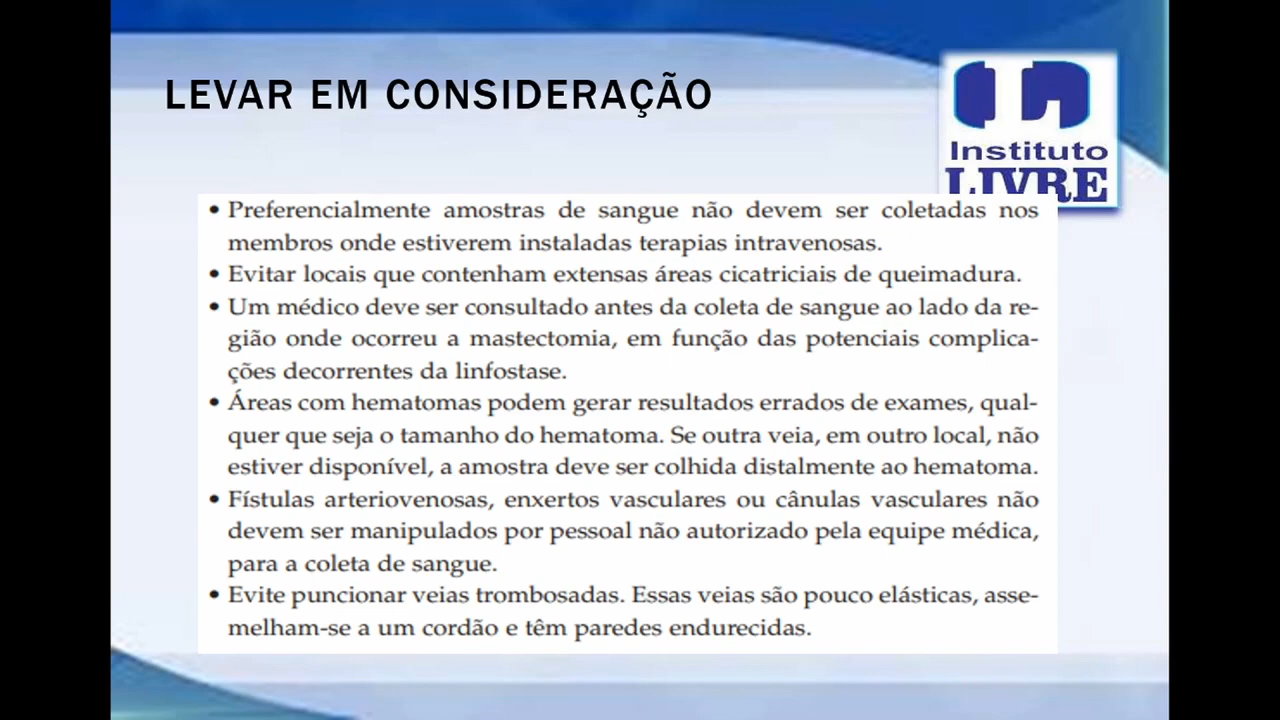 LEVAR EM CONSIDERAÇÃO
Instituto
LIVRE
• Preferencialmente amostras de sangue não devem ser coletadas nos
membros onde estiverem instaladas terapias intravenosas.
• Evitar locais que contenham extensas áreas cicatriciais de queimadura.
• Um médico deve ser consultado antes da coleta de sangue ao lado da re-
gião onde ocorreu a mastectomia, em função das potenciais complica-
ções decorrentes da linfostase.
• Áreas com hematomas podem gerar resultados errados de exames, qual-
quer que seja o tamanho do hematoma. Se outra veia, em outro local, não
estiver disponível, a amostra deve ser colhida distalmente ao hematoma.
• Fístulas arteriovenosas, enxertos vasculares ou cânulas vasculares não
devem ser manipulados por pessoal não autorizado pela equipe médica,
para a coleta de sangue.
• Evite puncionar veias trombosadas. Essas veias são pouco elásticas, asse-
melham-se a um cordão e têm paredes endurecidas.